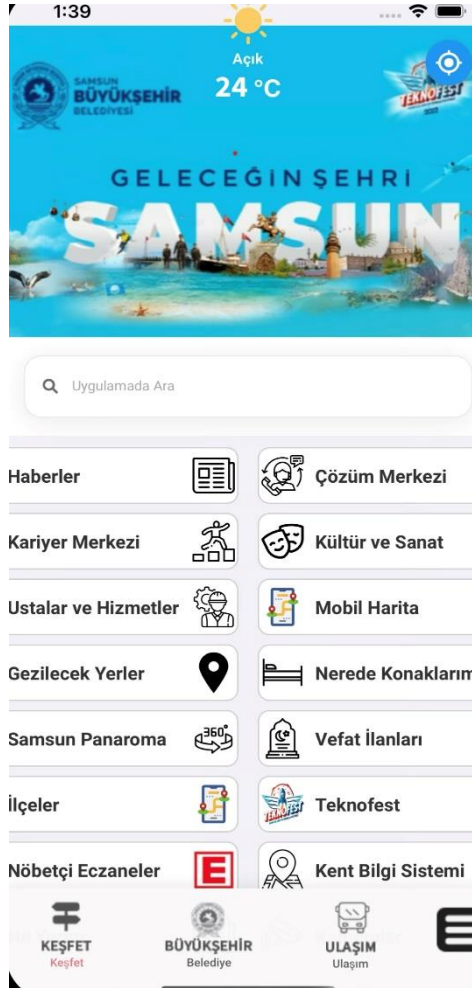 1:39
Açık
24 °C
SAMSUN
BÜYÜKŞEHİR
BELEDİYESİ
TEKNOFEST
GELECEĞİN ŞEHRİ
SAMSUN
Uygulamada Ara
Haberler
Çözüm Merkezi
Kariyer Merkezi
Kültür ve Sanat
Ustalar ve Hizmetler
Mobil Harita
Gezilecek Yerler
Nerede Konaklarım
Samsun Panaroma
360°
Vefat İlanları
İlçeler
TEKNOFEST
Teknofest
Nöbetçi Eczaneler
E
Kent Bilgi Sistemi
KEŞFET
Keşfet
BÜYÜKŞEHİR
Belediye
ULAŞIM
Ulaşım